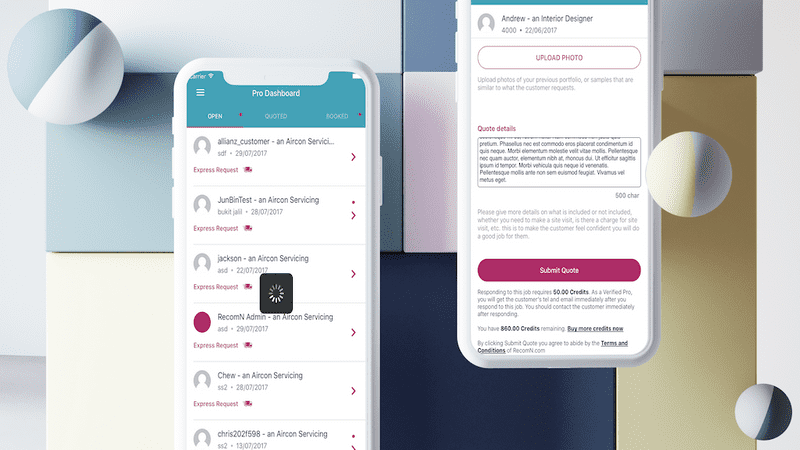 Carrier
Pro Dashboard
OPEN
QUOTED
BOOKED
allianz_customer - an Aircon Servici...
sdf • 29/07/2017
Express Request
JunBinTest - an Aircon Servicing
bukit jalil • 28/07/2017
Express Request
jackson - an Aircon Servicing
asd • 22/07/2017
Express Request
RecomN Admin - an Aircon Servicing
asd • 29/07/2017
Express Request
Chew - an Aircon Servicing
ss2 • 28/07/2017
Express Request
chris202f598 - an Aircon Servicing
ss2 • 13/07/2017
Andrew - an Interior Designer
4000 • 22/06/2017
UPLOAD PHOTO
Upload photos of your previous portfolio, or samples that are
similar to what the customer requests.
Quote details
pretium. Phasellus nec est commodo eros placerat condimentum id
quis neque. Morbi elementum molestie velit vitae mollis. Pellentesque
nec quam auctor, elementum nibh at, rhoncus dui. Ut efficitur sagittis
ipsum id tempor. Morbi vehicula quis neque id venenatis.
Pellentesque mollis ante non sem euismod feugiat. Vivamus vel
metus eget.
500 char
Please give more details on what is included or not included,
whether you need to make a site visit, is there a charge for site
visit, etc. this is to make the customer feel confident you will do
a good job for them.
Submit Quote
Responding to this job requires 50.00 Credits. As a Verified Pro,
you will get the customer's tel and email immediately after you
respond to this job. You should contact the customer immediately
after responding.
You have 860.00 Credits remaining. Buy more credits now
By clicking Submit Quote you agree to abide by the Terms and
Conditions of RecomN.com